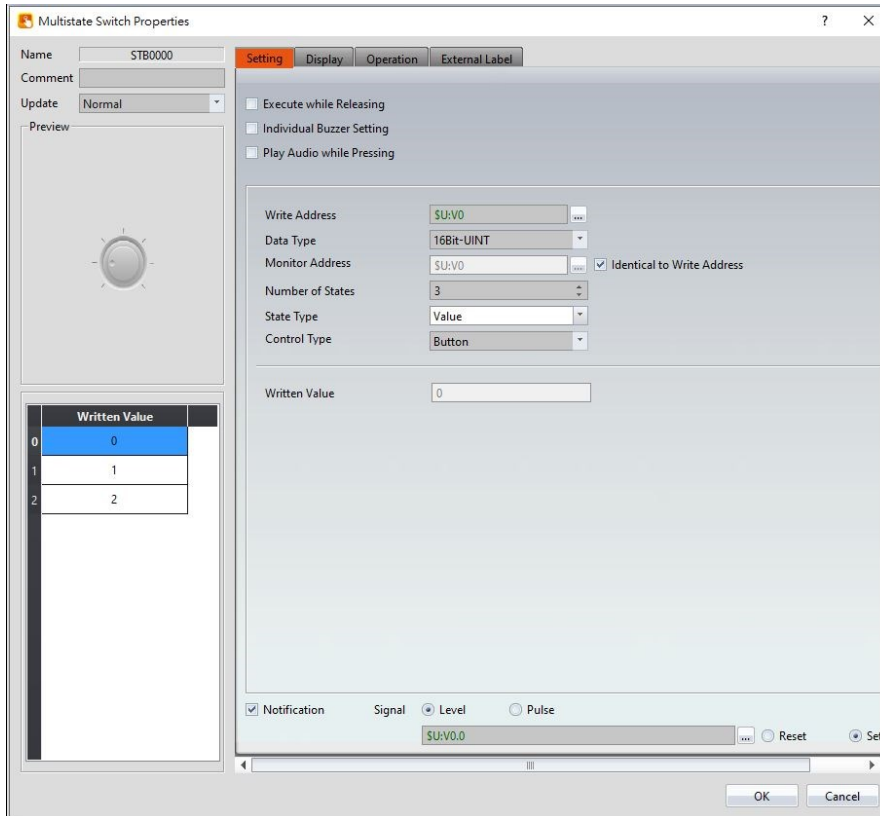 Multistate Switch Properties
?
Name STB0000
Comment
Update Normal
Preview
Written Value
0 0
1 1
2 2
Setting Display Operation External Label
Execute while Releasing
Individual Buzzer Setting
Play Audio while Pressing
Write Address $U:V0 ...
Data Type 16Bit-UINT
Monitor Address $U:V0 ... Identical to Write Address
Number of States 3
State Type Value
Control Type Button
Written Value 0
Notification Signal Level Pulse
$U:V0.0 ... Reset Set
OK Cancel